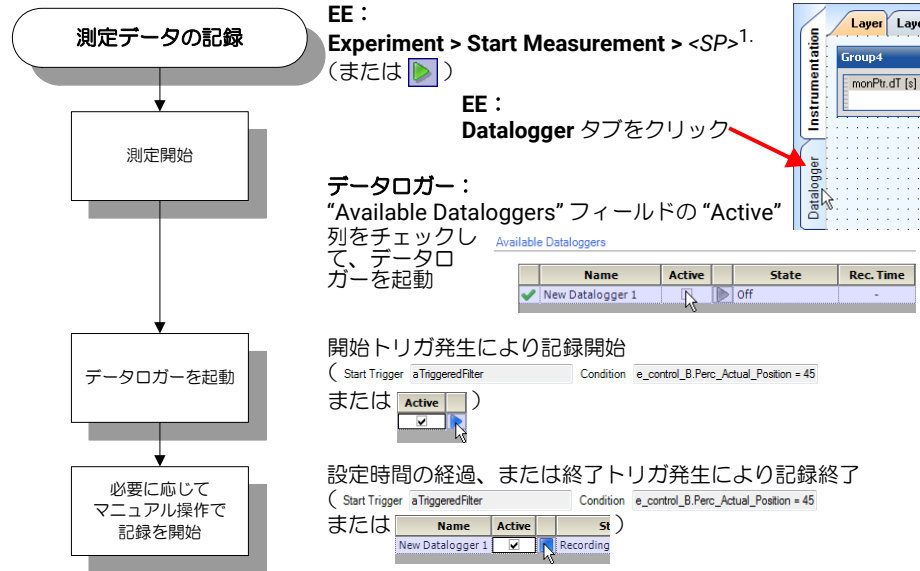 測定データの記録
測定開始
データロガーを起動
必要に応じて
マニュアル操作で
記録を開始
EE：
Experiment > Start Measurement > <SP>1.
（または ）
EE：
Datalogger タブをクリック
Layer
Instrumentation
Datalogger
Group4
monPtr.dT [s]
データロガー：
“Available Dataloggers” フィールドの “Active”
列をチェックし
て、データロ
ガーを起動
Available Dataloggers
Name Active State Rec. Time
New Datalogger 1 Off -
開始トリガ発生により記録開始
( Start Trigger aTriggeredFilter Condition e_control_B.Perc_Actual_Position = 45
または Active )
設定時間の経過、または終了トリガ発生により記録終了
( Start Trigger aTriggeredFilter Condition e_control_B.Perc_Actual_Position = 45
または Name Active St )
New Datalogger 1 Recording